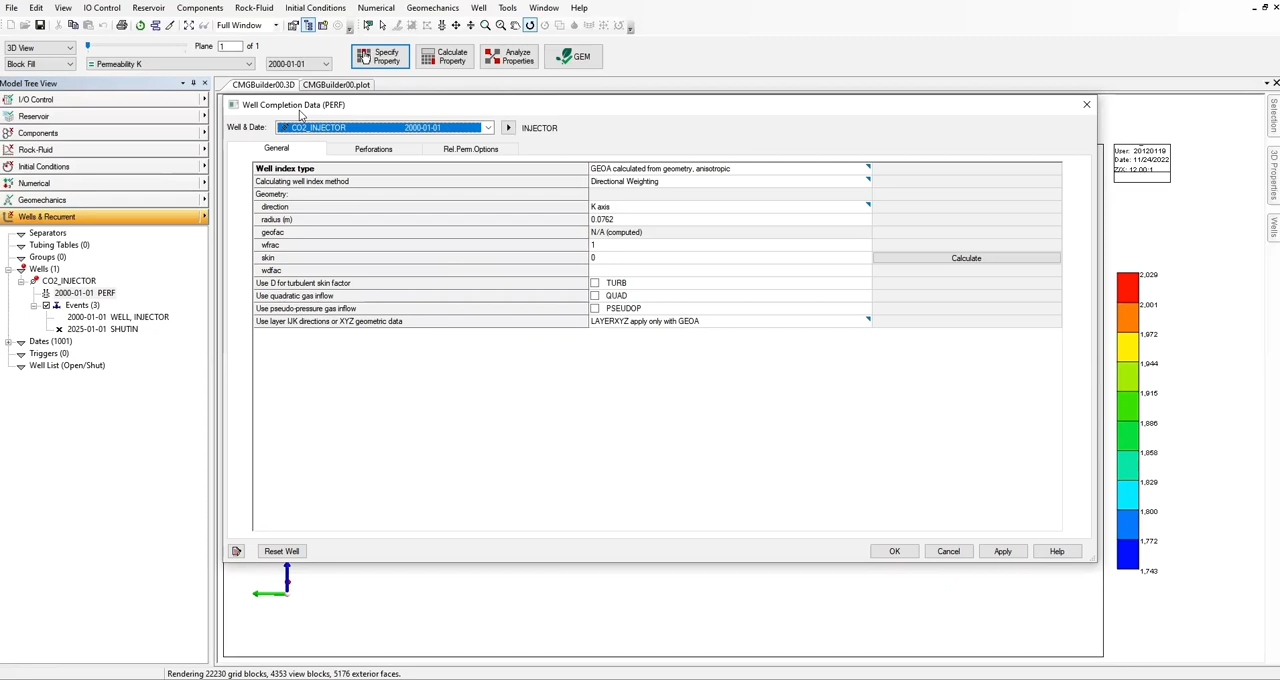 File Edit View IO Control Reservoir Components Rock-Fluid Initial Conditions Numerical Geomechanics Well Tools Window Help
Full Window
3D View Plane 1 of 1
Specify Property
Calculate Property
Analyze Properties
GEM
Block Fill = Permeability K 2000-01-01
Model Tree View
CMGBuilder00.3D CMGBuilder00.plot
I/O Control
Reservoir
Components
Rock-Fluid
Initial Conditions
Numerical
Geomechanics
Wells & Recurrent
Separators
Tubing Tables (0)
Groups (0)
Wells (1)
CO2_INJECTOR
2000-01-01 PERF
Events (3)
2000-01-01 WELL, INJECTOR
2025-01-01 SHUTIN
Dates (1001)
Triggers (0)
Well List (Open/Shut)
Well Completion Data (PERF)
Well & Date: CO2_INJECTOR 2000-01-01 INJECTOR
General Perforations Rel.Perm.Options
Well index type GEOA calculated from geometry, anisotropic
Calculating well index method Directional Weighting
Geometry:
direction K axis
radius (m) 0.0762
geofac N/A (computed)
wfrac 1
skin 0 Calculate
wdfac
Use D for turbulent skin factor TURB
Use quadratic gas inflow QUAD
Use pseudo-pressure gas inflow PSEUDOP
Use layer IJK directions or XYZ geometric data LAYERXYZ apply only with GEOA
Reset Well OK Cancel Apply Help
User: 20120119
Date: 11/24/2022
Z/X: 12.00:1
2,029
2,001
1,972
1,944
1,915
1,886
1,858
1,829
1,800
1,772
1,743
Selection
3D Properties
Wells
Rendering 22230 grid blocks, 4353 view blocks, 5176 exterior faces.